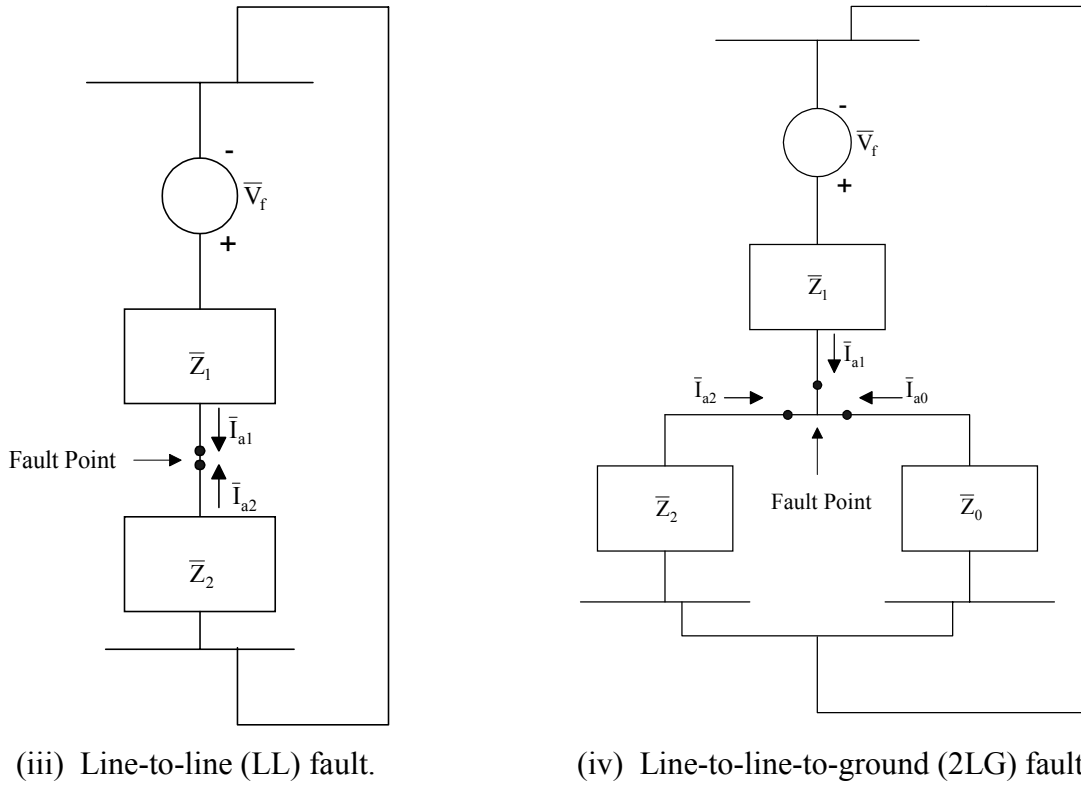 -
V̄f
+
Z̄1
Īa1
Fault Point
Īa2
Z̄2
(iii) Line-to-line (LL) fault.
-
V̄f
+
Z̄1
Īa1
Īa2
Īa0
Z̄2
Fault Point
Z̄0
(iv) Line-to-line-to-ground (2LG) fault